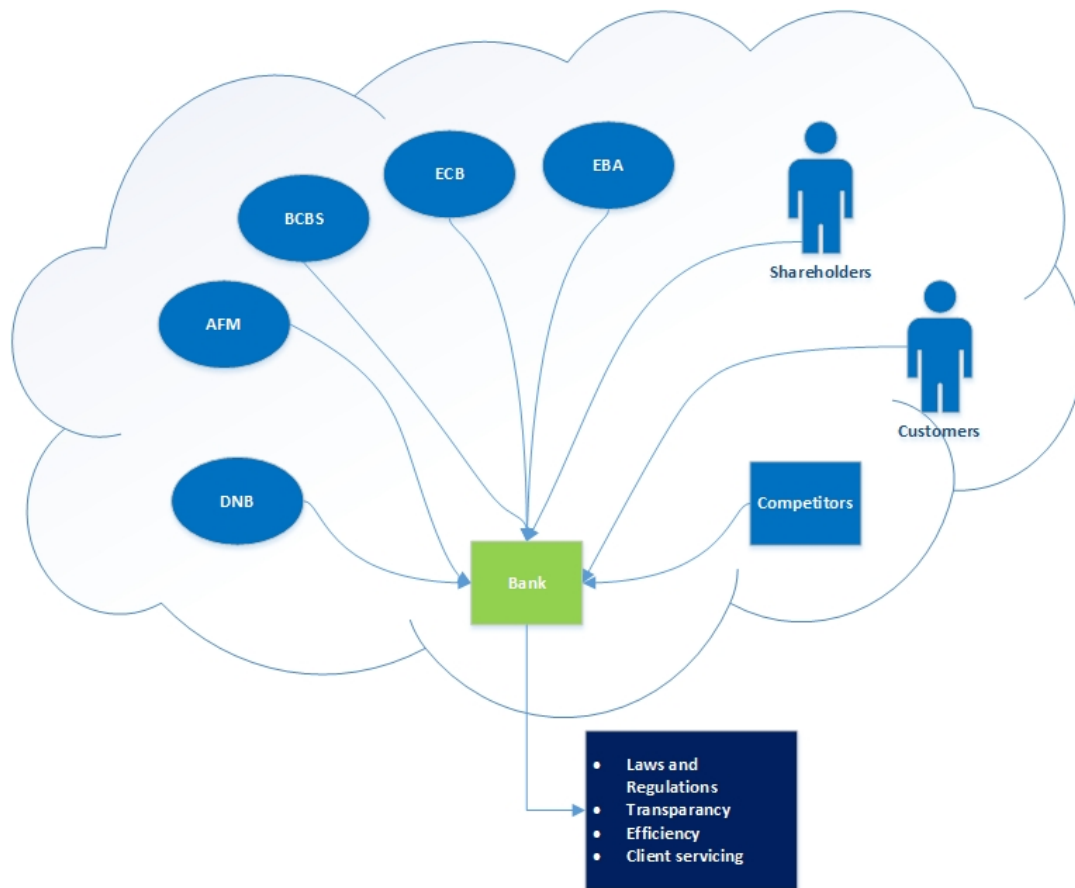 ECB
EBA
BCBS
Shareholders
AFM
Customers
DNB
Competitors
Bank
• Laws and
Regulations
• Transparancy
• Efficiency
• Client servicing